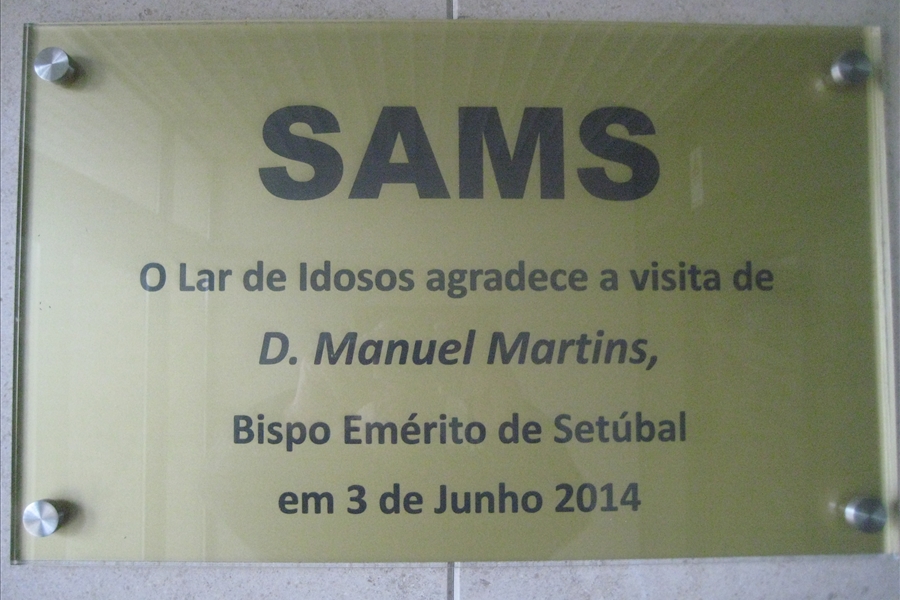 SAMS
O Lar de Idosos agradece a visita de
D. Manuel Martins,
Bispo Emérito de Setúbal
em 3 de Junho 2014